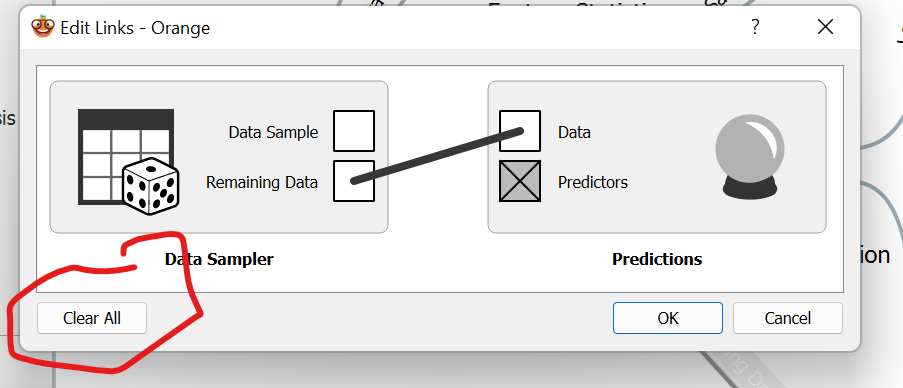 Edit Links - Orange
?
sis
Data Sample
Data
Remaining Data
Predictors
Data Sampler
Predictions
ion
Clear All
OK
Cancel